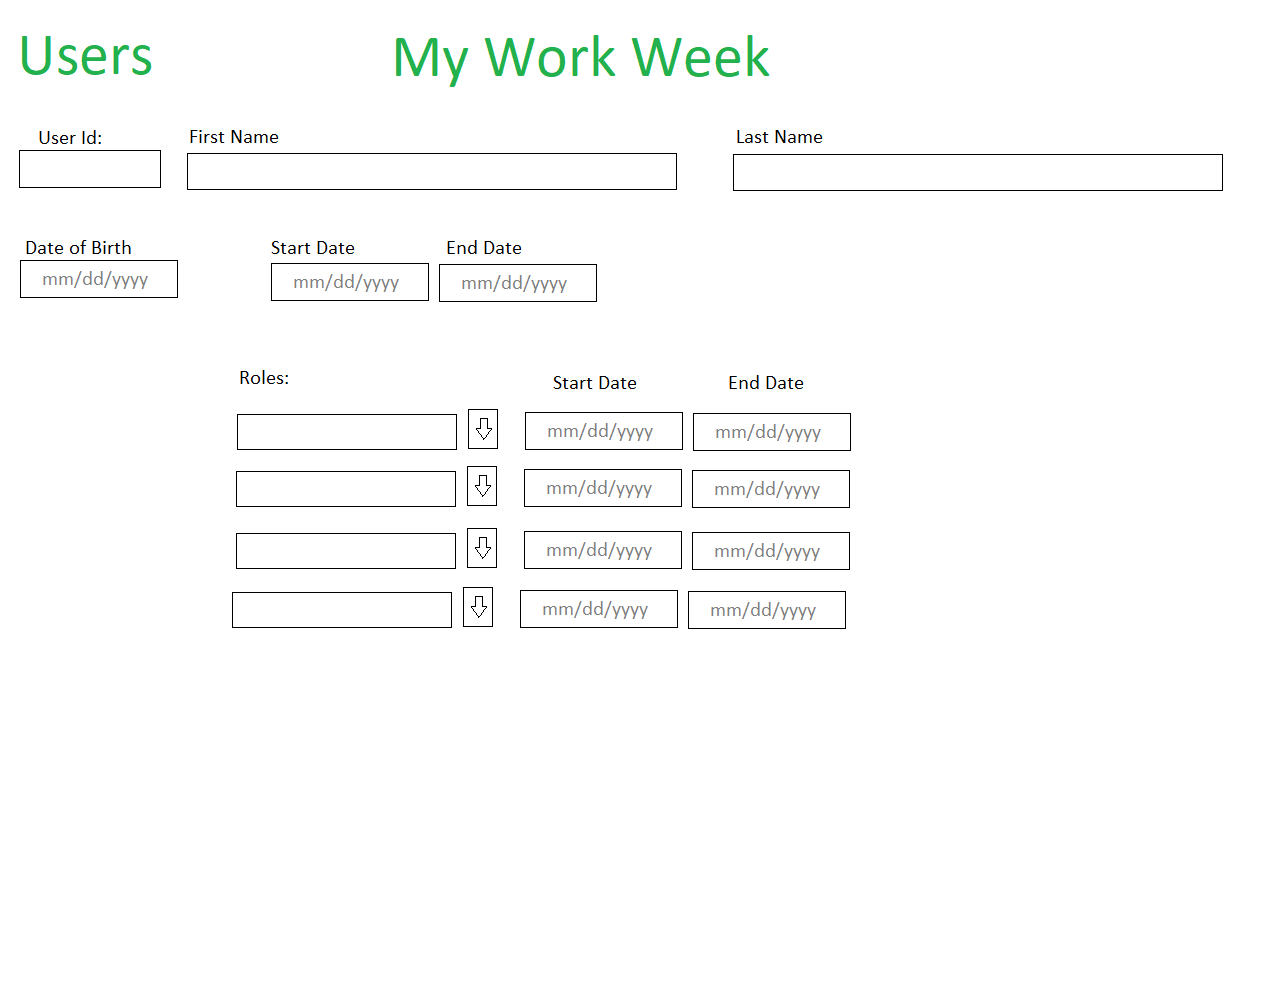 Users My Work Week
User Id: First Name Last Name
Date of Birth Start Date End Date
mm/dd/yyyy mm/dd/yyyy mm/dd/yyyy
Roles: Start Date End Date
mm/dd/yyyy mm/dd/yyyy
mm/dd/yyyy mm/dd/yyyy
mm/dd/yyyy mm/dd/yyyy
mm/dd/yyyy mm/dd/yyyy